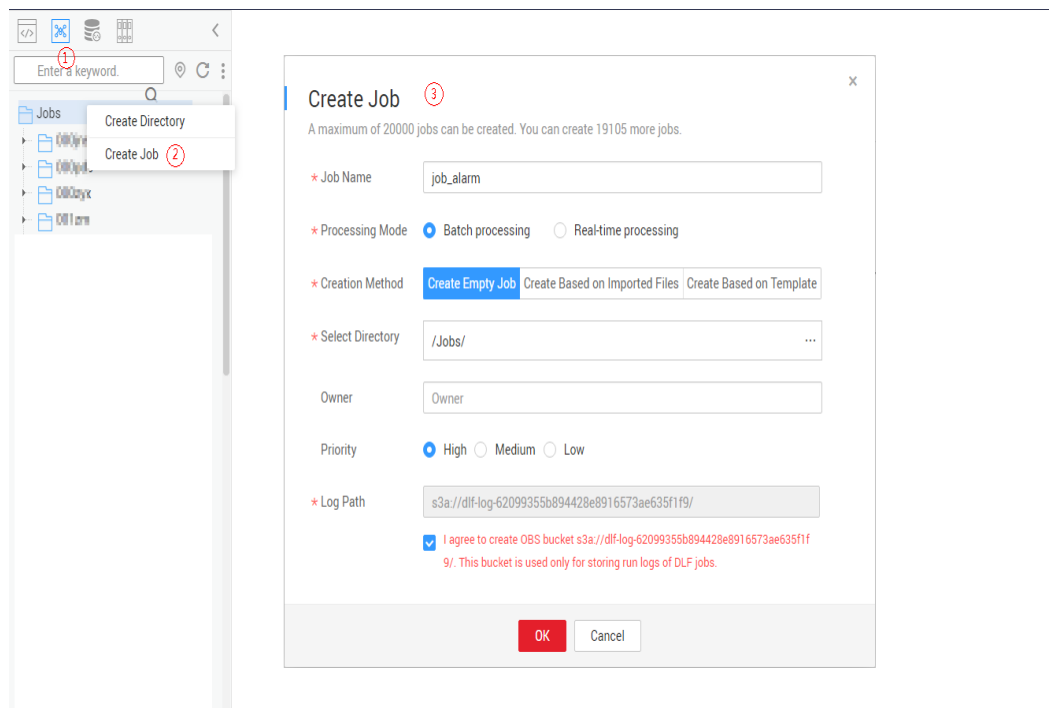 </>
1
Enter a keyword.
Jobs
Create Directory
Create Job 2
Create Job 3
A maximum of 20000 jobs can be created. You can create 19105 more jobs.
* Job Name job_alarm
* Processing Mode Batch processing Real-time processing
* Creation Method Create Empty Job Create Based on Imported Files Create Based on Template
* Select Directory /Jobs/ ...
Owner Owner
Priority High Medium Low
* Log Path s3a://dlf-log-62099355b894428e8916573ae635f1f9/
I agree to create OBS bucket s3a://dlf-log-62099355b894428e8916573ae635f1f
9/. This bucket is used only for storing run logs of DLF jobs.
OK Cancel